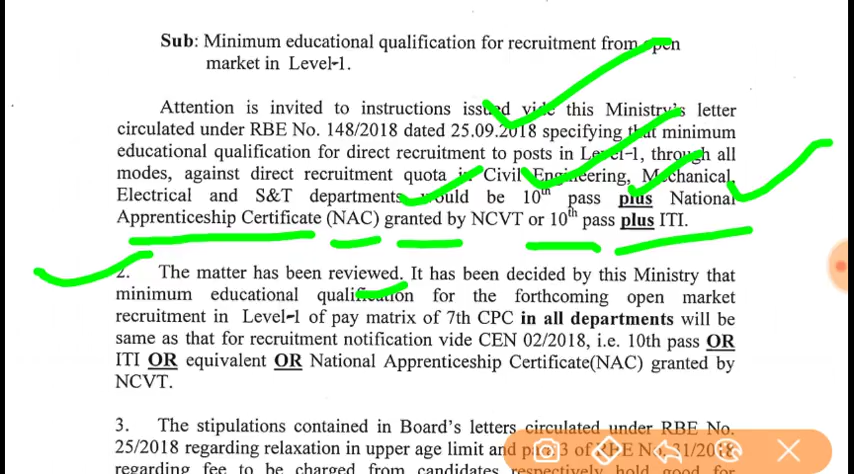 Sub: Minimum educational qualification for recruitment from open
market in Level-1.
Attention is invited to instructions issued vide this Ministry's letter
circulated under RBE No. 148/2018 dated 25.09.2018 specifying that minimum
educational qualification for direct recruitment to posts in Level-1, through all
modes, against direct recruitment quota in Civil Engineering, Mechanical,
Electrical and S&T departments would be 10th pass plus National
Apprenticeship Certificate (NAC) granted by NCVT or 10th pass plus ITI.
2. The matter has been reviewed. It has been decided by this Ministry that
minimum educational qualification for the forthcoming open market
recruitment in Level-1 of pay matrix of 7th CPC in all departments will be
same as that for recruitment notification vide CEN 02/2018, i.e. 10th pass OR
ITI OR equivalent OR National Apprenticeship Certificate(NAC) granted by
NCVT.
3. The stipulations contained in Board's letters circulated under RBE No.
25/2018 regarding relaxation in upper age limit and para 3 of RBE No. 31/2018
regarding fee to be charged from candidates respectively hold good for